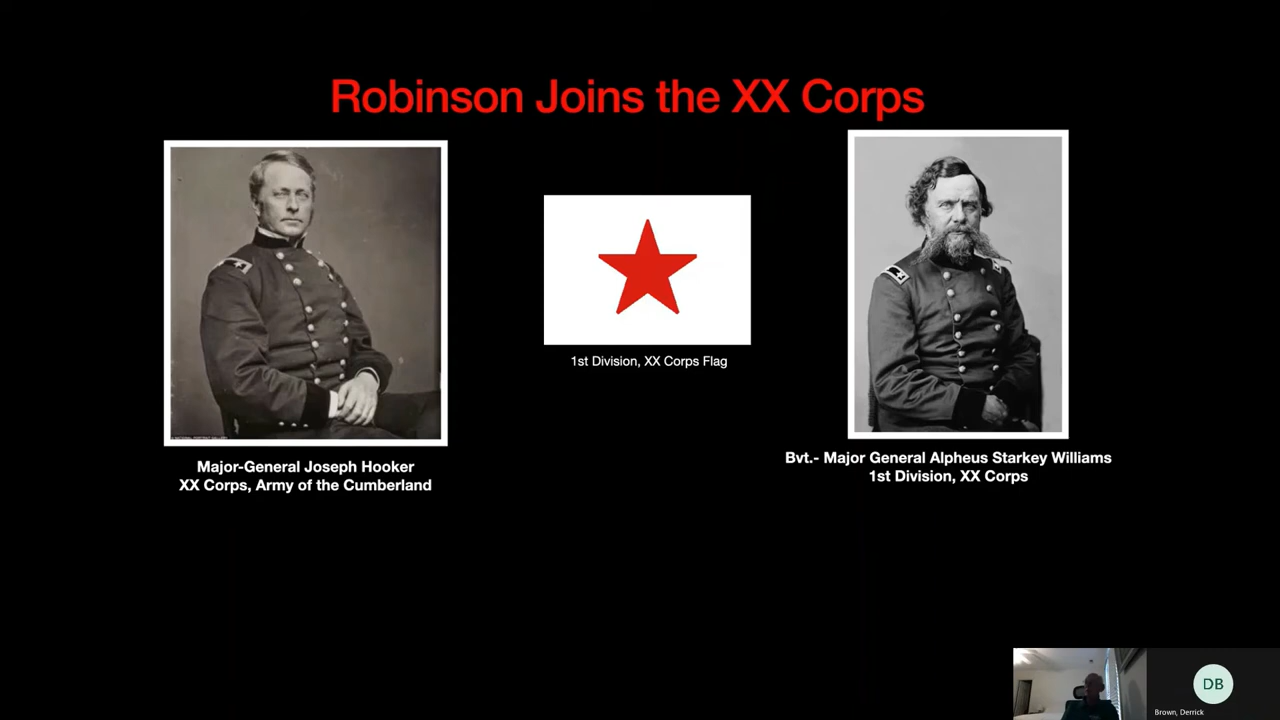 Robinson Joins the XX Corps
1st Division, XX Corps Flag
Major-General Joseph Hooker
XX Corps, Army of the Cumberland
Bvt.- Major General Alpheus Starkey Williams
1st Division, XX Corps
DB
Brown, Derrick